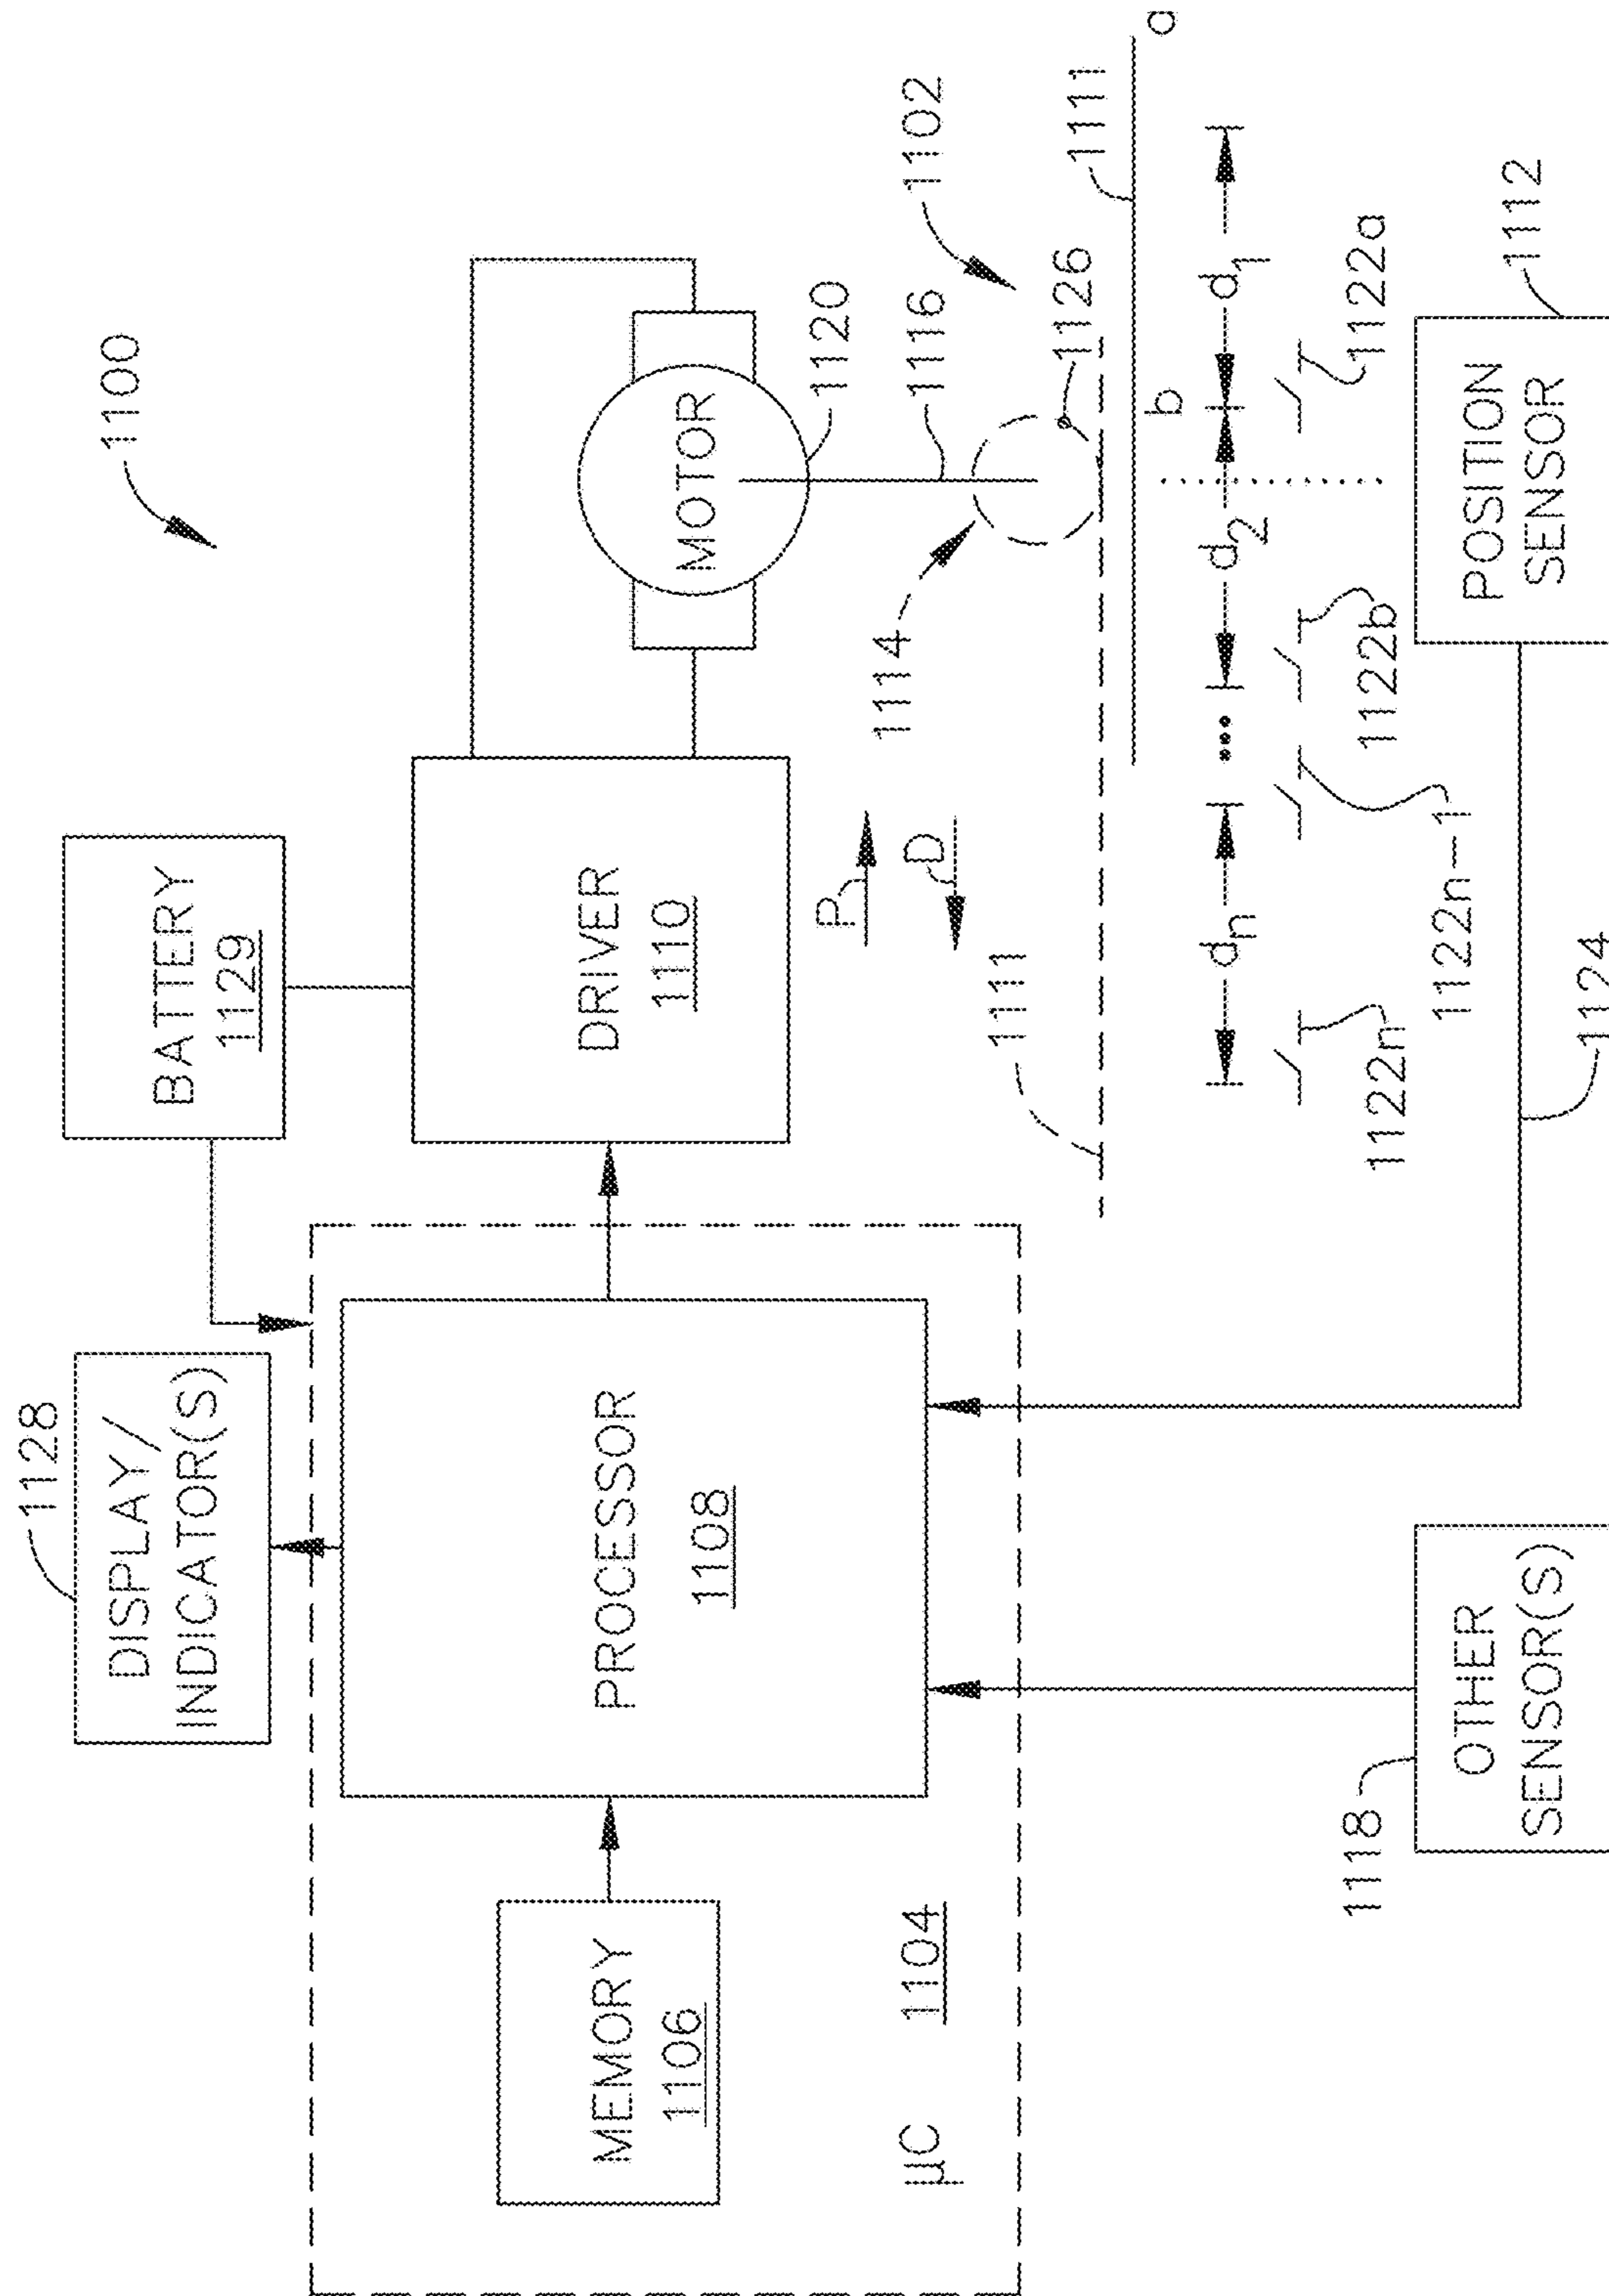 1100
1128
DISPLAY/
INDICATOR(S)
BATTERY
1129
MEMORY
1106
PROCESSOR
1108
DRIVER
1110
MOTOR
1120
1116
1102
1114
1126
P
D
µC
1104
1111
1111
b
a
dn
d2
d1
1122n
1122n-1
1122b
1122a
1118
OTHER
SENSOR(S)
1124
POSITION
SENSOR
1112